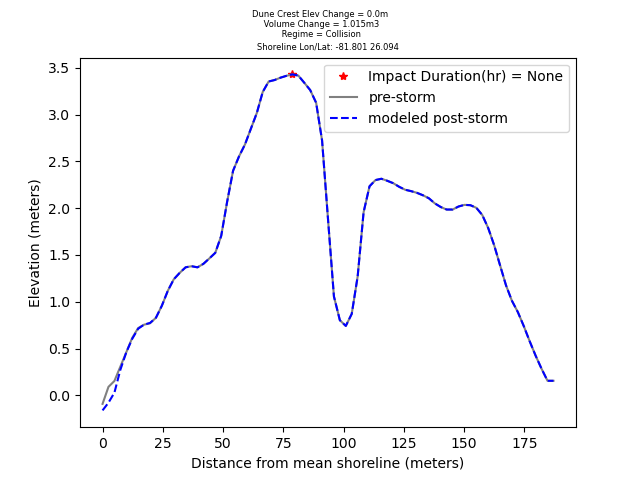 Dune Crest Elev Change = 0.0m
Volume Change = 1.015m3
Regime = Collision
Shoreline Lon/Lat: -81.801 26.094
Impact Duration(hr) = None
pre-storm
modeled post-storm
3.5
3.0
2.5
2.0
1.5
1.0
0.5
0.0
Elevation (meters)
0
25
50
75
100
125
150
175
Distance from mean shoreline (meters)